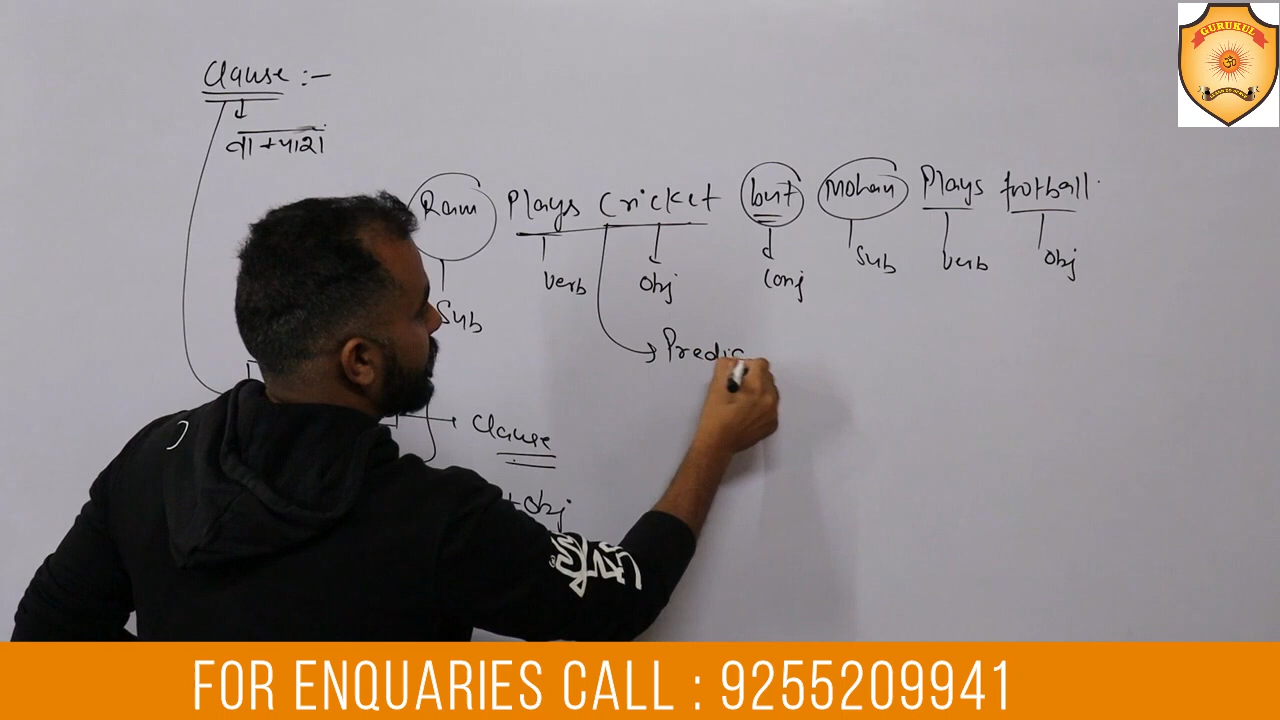 GURUKUL
Clause :-
वाक्यांश
Ram Plays Cricket but Mohan Plays football.
Sub verb obj Conj Sub verb obj
Predic
Clause
+ obj
FOR ENQUARIES CALL : 9255209941